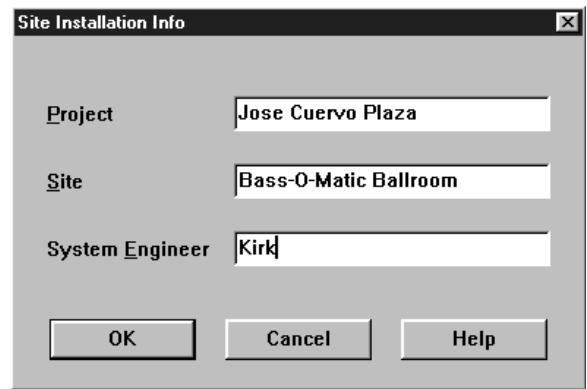 Site Installation Info
Project Jose Cuervo Plaza
Site Bass-O-Matic Ballroom
System Engineer Kirk
OK Cancel Help